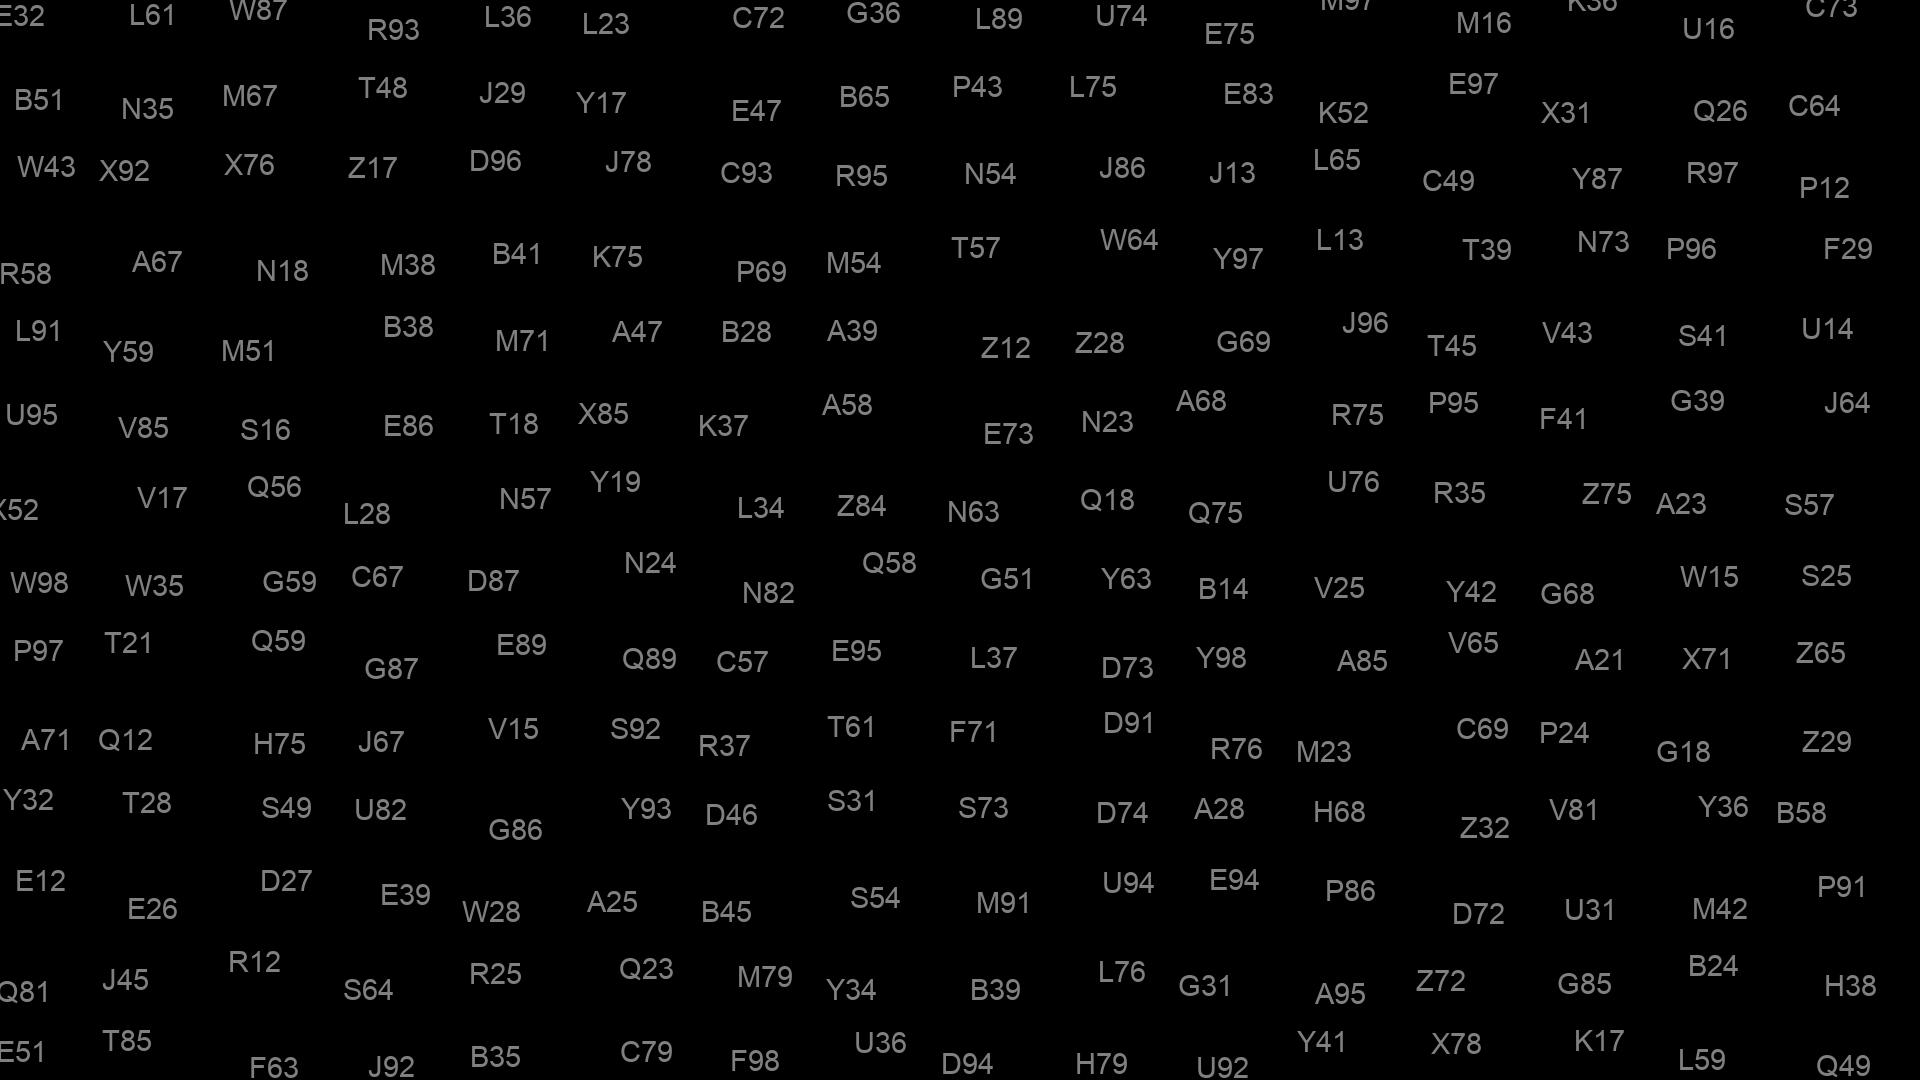 E32 L61 W87 R93 L36 L23 C72 G36 L89 U74 E75 M97 M16 K36 U16 C73
B51 N35 M67 T48 J29 Y17 E47 B65 P43 L75 E83 K52 E97 X31 Q26 C64
W43 X92 X76 Z17 D96 J78 C93 R95 N54 J86 J13 L65 C49 Y87 R97 P12
R58 A67 N18 M38 B41 K75 P69 M54 T57 W64 Y97 L13 T39 N73 P96 F29
L91 Y59 M51 B38 M71 A47 B28 A39 Z12 Z28 G69 J96 T45 V43 S41 U14
U95 V85 S16 E86 T18 X85 K37 A58 E73 N23 A68 R75 P95 F41 G39 J64
V17 Q56 L28 N57 Y19 L34 Z84 N63 Q18 Q75 U76 R35 Z75 A23 S57
W98 W35 G59 C67 D87 N24 N82 Q58 G51 Y63 B14 V25 Y42 G68 W15 S25
P97 T21 Q59 G87 E89 Q89 C57 E95 L37 D73 Y98 A85 V65 A21 X71 Z65
A71 Q12 H75 J67 V15 S92 R37 T61 F71 D91 R76 M23 C69 P24 G18 Z29
Y32 T28 S49 U82 G86 Y93 D46 S31 S73 D74 A28 H68 Z32 V81 Y36 B58
E12 E26 D27 E39 W28 A25 B45 S54 M91 U94 E94 P86 D72 U31 M42 P91
Q81 J45 R12 S64 R25 Q23 M79 Y34 B39 L76 G31 A95 Z72 G85 B24 H38
E51 T85 F63 J92 B35 C79 F98 U36 D94 H79 U92 Y41 X78 K17 L59 Q49